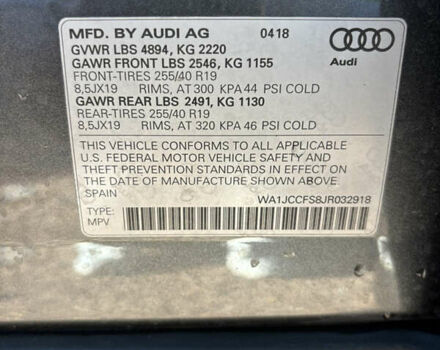 MFD. BY AUDI AG 0418
GVWR LBS 4894, KG 2220
GAWR FRONT LBS 2546, KG 1155
FRONT-TIRES 255/40 R19
8,5JX19 RIMS, AT 300 KPA 44 PSI COLD
GAWR REAR LBS 2491, KG 1130
REAR-TIRES 255/40 R19
8,5JX19 RIMS, AT 320 KPA 46 PSI COLD
Audi
THIS VEHICLE CONFORMS TO ALL APPLICABLE
U.S. FEDERAL MOTOR VEHICLE SAFETY AND
THEFT PREVENTION STANDARDS IN EFFECT ON
THE DATE OF MANUFACTURE SHOWN ABOVE.
SPAIN
WA1JCCFS8JR032918
TYPE:
MPV